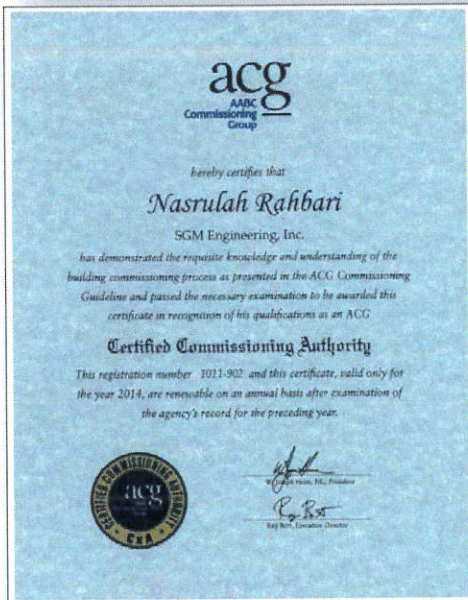 acg
AABC
Commissioning
Group
hereby certifies that
Nasrulah Rahbari
SGM Engineering, Inc.
has demonstrated the requisite knowledge and understanding of the
building commissioning process as presented in the ACG Commissioning
Guideline and passed the necessary examination to be awarded this
certificate in recognition of his qualifications as an ACG
Certified Commissioning Authority
This registration number 1011-902 and this certificate, valid only for
the year 2014, are renewable on an annual basis after examination of
the agency's record for the preceding year.
CERTIFIED COMMISSIONING AUTHORITY
acg
CxA
President
Ray Bert, Executive Director